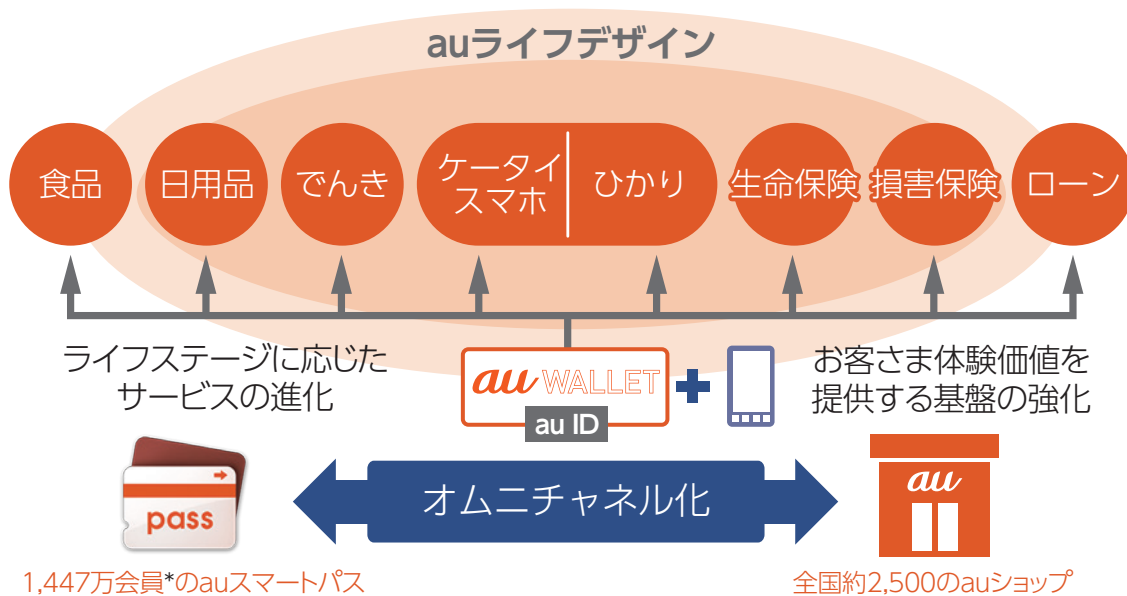 auライフデザイン
食品
日用品
でんき
ケータイ
スマホ
ひかり
生命保険
損害保険
ローン
ライフステージに応じた
サービスの進化
au WALLET
au ID
お客さま体験価値を
提供する基盤の強化
pass
オムニチャネル化
au
1,447万会員*のauスマートパス
全国約2,500のauショップ